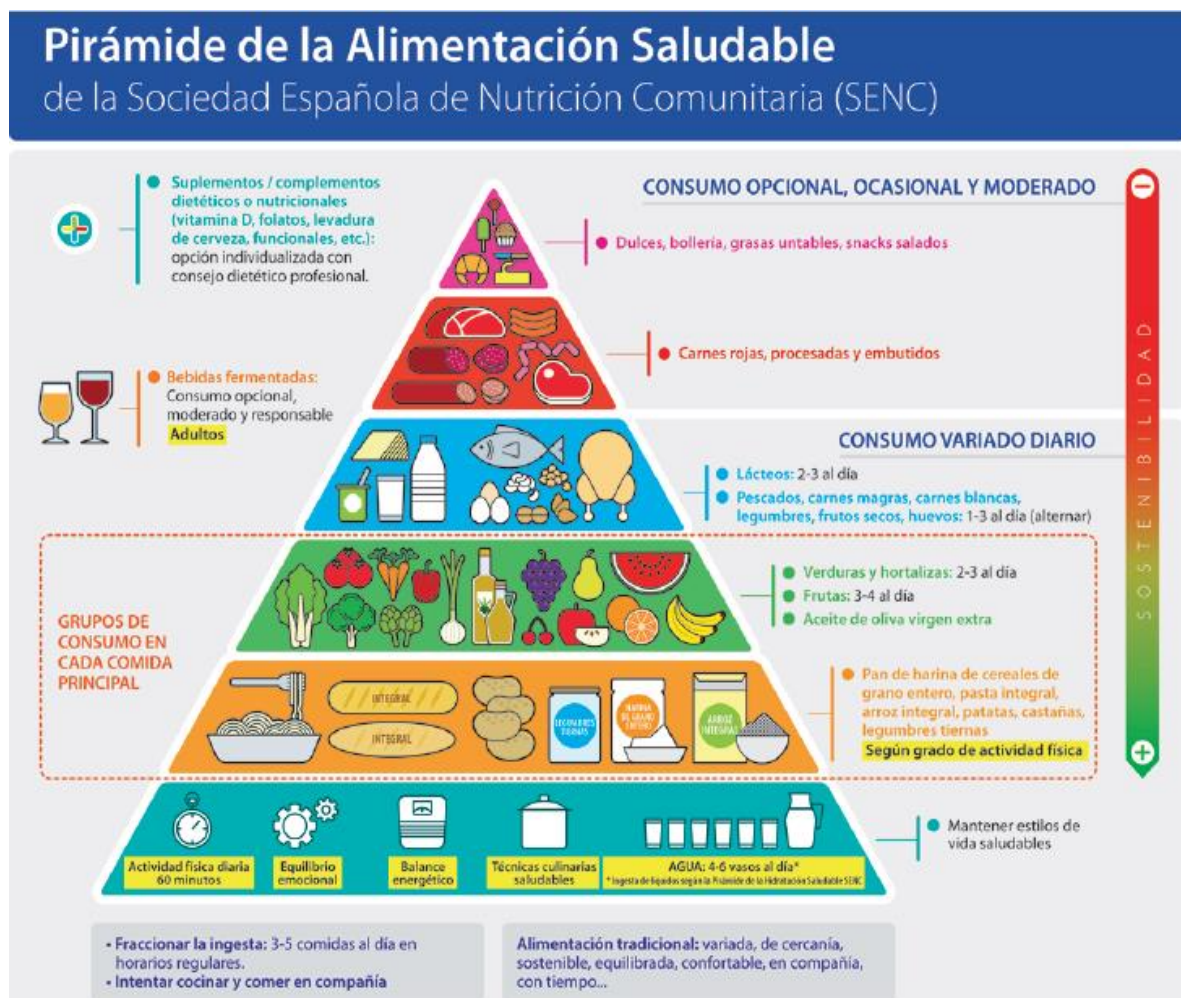 Pirámide de la Alimentación Saludable
de la Sociedad Española de Nutrición Comunitaria (SENC)
Suplementos / complementos
dietéticos o nutricionales
(vitamina D, folatos, levadura
de cerveza, funcionales, etc.):
opción individualizada con
consejo dietético profesional.
CONSUMO OPCIONAL, OCASIONAL Y MODERADO
Dulces, bollería, grasas untables, snacks salados
Carnes rojas, procesadas y embutidos
Bebidas fermentadas:
Consumo opcional,
moderado y responsable
Adultos
CONSUMO VARIADO DIARIO
Lácteos: 2-3 al día
Pescados, carnes magras, carnes blancas,
legumbres, frutos secos, huevos: 1-3 al día (alternar)
SOSTENIBILIDAD
GRUPOS DE
CONSUMO EN
CADA COMIDA
PRINCIPAL
Verduras y hortalizas: 2-3 al día
Frutas: 3-4 al día
Aceite de oliva virgen extra
INTEGRAL
INTEGRAL
LEGUMBRES
TIERNAS
HARINA
DE GRANO
ENTERO
ARROZ
INTEGRAL
Pan de harina de cereales de
grano entero, pasta integral,
arroz integral, patatas, castañas,
legumbres tiernas
Según grado de actividad física
Actividad física diaria
60 minutos
Equilibrio
emocional
Balance
energético
Técnicas culinarias
saludables
AGUA: 4-6 vasos al día*
* Ingesta de líquidos según la Pirámide de la Hidratación Saludable SENC
Mantener estilos de
vida saludables
• Fraccionar la ingesta: 3-5 comidas al día en
horarios regulares.
• Intentar cocinar y comer en compañía
Alimentación tradicional: variada, de cercanía,
sostenible, equilibrada, confortable, en compañía,
con tiempo...